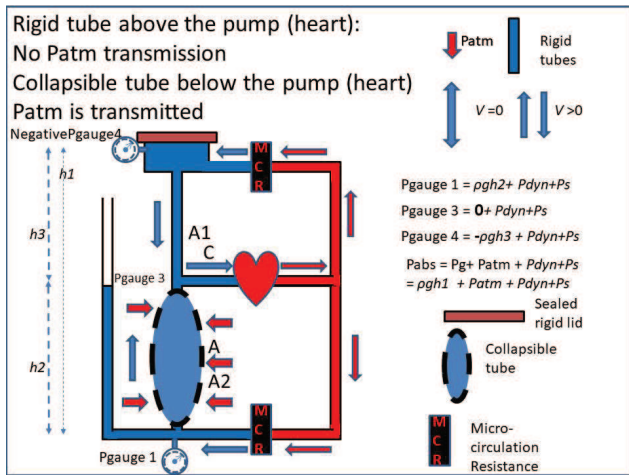 Rigid tube above the pump (heart):
No Patm transmission
Collapsible tube below the pump (heart)
Patm is transmitted
NegativePgauge4
h1
h3
h2
M
C
R
A1
C
Pgauge 3
A
A2
M
C
R
Pgauge 1
Patm
Rigid
tubes
V=0
V>0
Pgauge 1 = ρgh2+ Pdyn+Ps
Pgauge 3 = 0+ Pdyn+Ps
Pgauge 4 = -ρgh3 + Pdyn+Ps
Pabs = Pg+ Patm + Pdyn+Ps
= ρgh1 + Patm + Pdyn+Ps
Sealed
rigid lid
Collapsible
tube
M
C
R
Micro-
circulation
Resistance